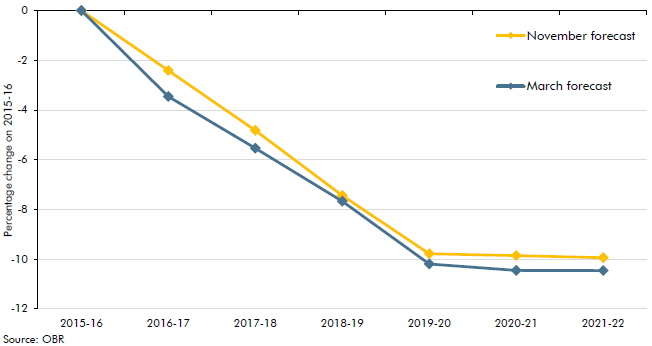 Percentage change on 2015-16
0
-2
-4
-6
-8
-10
-12
November forecast
March forecast
2015-16 2016-17 2017-18 2018-19 2019-20 2020-21 2021-22
Source: OBR